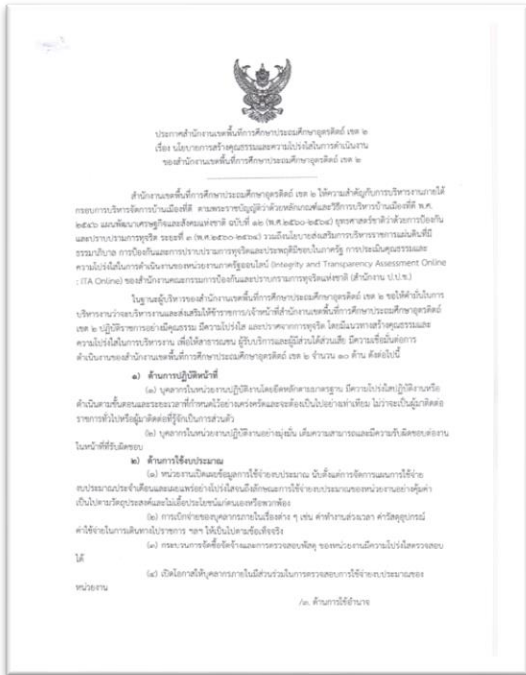 ประกาศสำนักงานเขตพื้นที่การศึกษาประถมศึกษาอุตรดิตถ์ เขต ๒
เรื่อง นโยบายการสร้างคุณธรรมและความโปร่งใสในการดำเนินงาน
ของสำนักงานเขตพื้นที่การศึกษาประถมศึกษาอุตรดิตถ์ เขต ๒
สำนักงานเขตพื้นที่การศึกษาประถมศึกษาอุตรดิตถ์ เขต ๒ ให้ความสำคัญกับการบริหารงานภายใต้
กรอบการบริหารจัดการบ้านเมืองที่ดี ตามพระราชบัญญัติว่าด้วยหลักเกณฑ์และวิธีการบริหารบ้านเมืองที่ดี พ.ศ.
๒๕๔๖ แผนพัฒนาเศรษฐกิจและสังคมแห่งชาติ ฉบับที่ ๑๒ (พ.ศ.๒๕๖๐-๒๕๖๔) ยุทธศาสตร์ชาติว่าด้วยการป้องกัน
และปราบปรามการทุจริต ระยะที่ ๓ (พ.ศ.๒๕๖๐-๒๕๖๔) รวมถึงนโยบายส่งเสริมการบริหารราชการแผ่นดินที่มี
ธรรมาภิบาล การป้องกันและการปราบปรามการทุจริตและประพฤติมิชอบในภาครัฐ การประเมินคุณธรรมและ
ความโปร่งใสในการดำเนินงานของหน่วยงานภาครัฐออนไลน์ (Integrity and Transparency Assessment Online
: ITA Online) ของสำนักงานคณะกรรมการป้องกันและปราบปรามการทุจริตแห่งชาติ (สำนักงาน ป.ป.ช.)
ในฐานะผู้บริหารของสำนักงานเขตพื้นที่การศึกษาประถมศึกษาอุตรดิตถ์ เขต ๒ ขอให้คำมั่นในการ
บริหารงานว่าจะบริหารงานและส่งเสริมให้ข้าราชการ/เจ้าหน้าที่สำนักงานเขตพื้นที่การศึกษาประถมศึกษาอุตรดิตถ์
เขต ๒ ปฏิบัติราชการอย่างมีคุณธรรม มีความโปร่งใส และปราศจากการทุจริต โดยมีแนวทางสร้างคุณธรรมและ
ความโปร่งใสในการบริหารงาน เพื่อให้สาธารณชน ผู้รับบริการและผู้มีส่วนได้ส่วนเสีย มีความเชื่อมั่นต่อการ
ดำเนินงานของสำนักงานเขตพื้นที่การศึกษาประถมศึกษาอุตรดิตถ์ เขต ๒ จำนวน ๑๐ ด้าน ดังต่อไปนี้
๑) ด้านการปฏิบัติหน้าที่
(๑) บุคลากรในหน่วยงานปฏิบัติงานโดยยึดหลักตามมาตรฐาน มีความโปร่งใสปฏิบัติงานหรือ
ดำเนินตามขั้นตอนและระยะเวลาที่กำหนดไว้อย่างเคร่งครัดและจะต้องเป็นไปอย่างเท่าเทียม ไม่ว่าจะเป็นผู้มาติดต่อ
ราชการทั่วไปหรือผู้มาติดต่อที่รู้จักเป็นการส่วนตัว
(๒) บุคลากรในหน่วยงานปฏิบัติงานอย่างมุ่งมั่น เต็มความสามารถและมีความรับผิดชอบต่องาน
ในหน้าที่ที่รับผิดชอบ
๒) ด้านการใช้งบประมาณ
(๑) หน่วยงานเปิดเผยข้อมูลการใช้จ่ายงบประมาณ นับตั้งแต่การจัดการแผนการใช้จ่าย
งบประมาณประจำเดือนและเผยแพร่อย่างโปร่งใสจนถึงลักษณะการใช้จ่ายงบประมาณของหน่วยงานอย่างคุ้มค่า
เป็นไปตามวัตถุประสงค์และไม่เอื้อประโยชน์แก่ตนเองหรือพวกพ้อง
(๒) การเบิกจ่ายของบุคลากรภายในเรื่องต่าง ๆ เช่น ค่าทำงานล่วงเวลา ค่าวัสดุอุปกรณ์
ค่าใช้จ่ายในการเดินทางไปราชการ ฯลฯ ให้เป็นไปตามข้อเท็จจริง
(๓) กระบวนการจัดซื้อจัดจ้างและการตรวจสอบพัสดุ ของหน่วยงานมีความโปร่งใสตรวจสอบ
ได้
(๔) เปิดโอกาสให้บุคลากรภายในมีส่วนร่วมในการตรวจสอบการใช้จ่ายงบประมาณของ
หน่วยงาน
/๓. ด้านการใช้อำนาจ